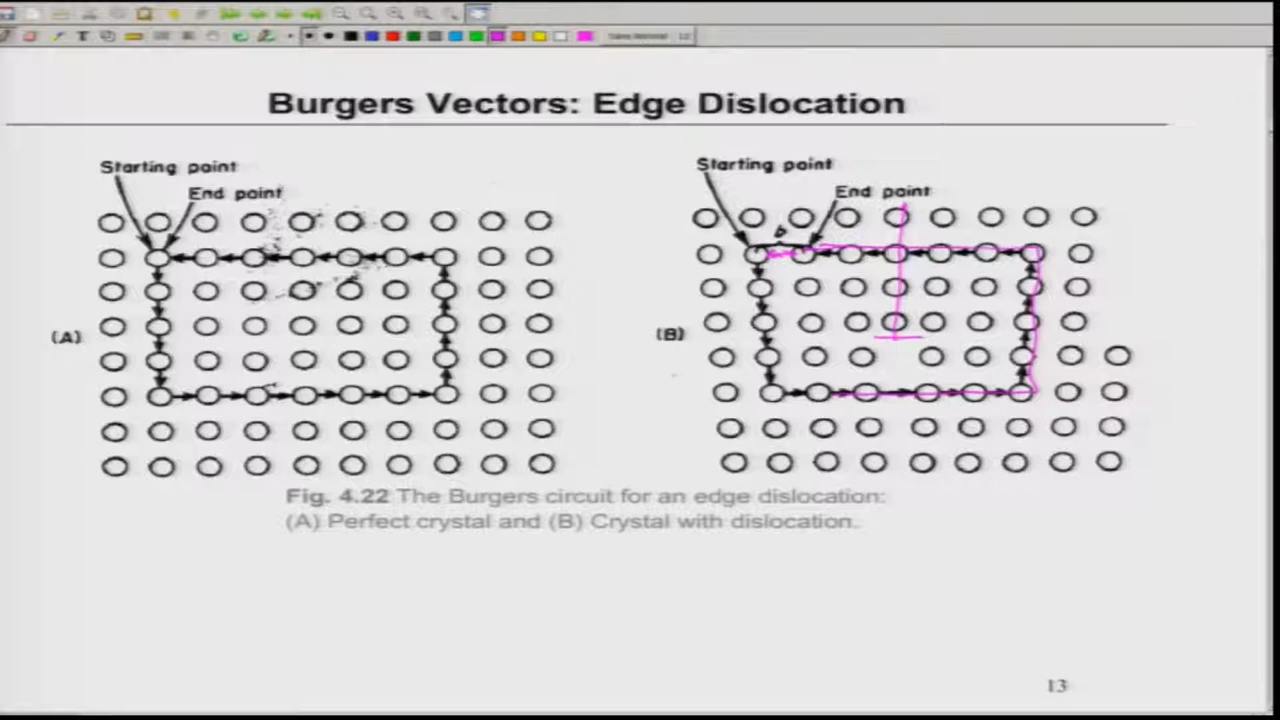 Burgers Vectors: Edge Dislocation
Starting point
End point
(A)
Starting point
End point
b
(B)
Fig. 4.22 The Burgers circuit for an edge dislocation:
(A) Perfect crystal and (B) Crystal with dislocation.
13